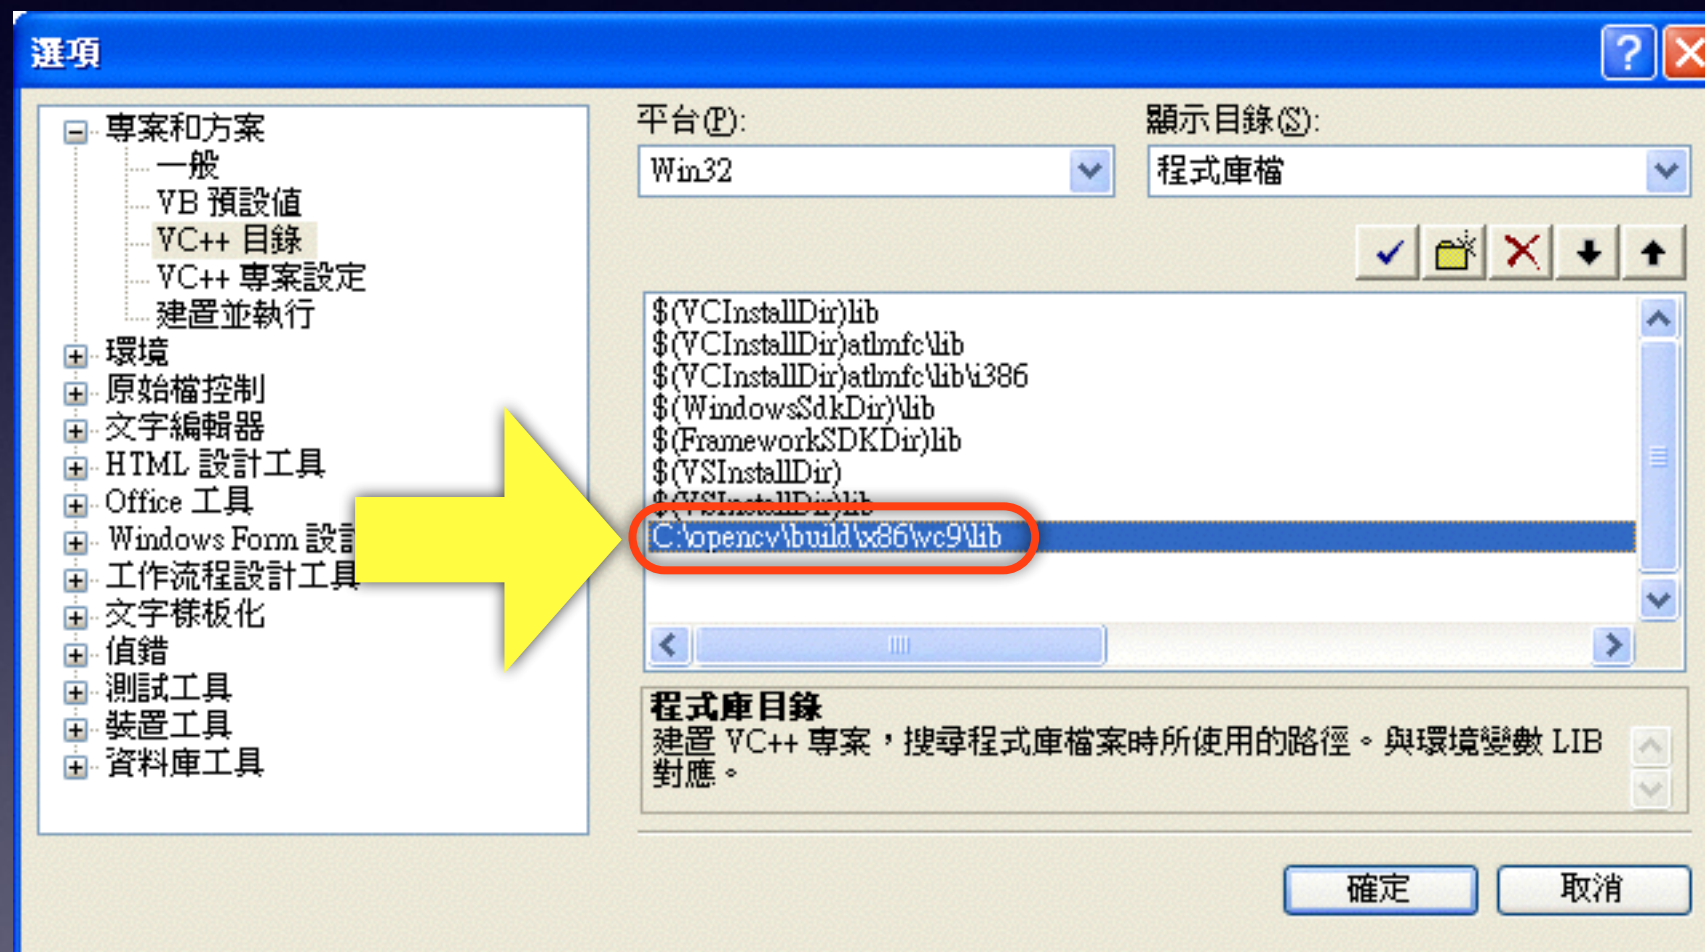 選項
專案和方案
一般
VB 預設值
VC++ 目錄
VC++ 專案設定
建置並執行
環境
原始檔控制
文字編輯器
HTML 設計工具
Office 工具
Windows Form 設
工作流程設計工具
文字樣板化
偵錯
測試工具
裝置工具
資料庫工具
平台(P):
Win32
顯示目錄(S):
程式庫檔
$(VCInstallDir)lib
$(VCInstallDir)atlmfc\lib
$(VCInstallDir)atlmfc\lib\i386
$(WindowsSdkDir)\lib
$(FrameworkSDKDir)lib
$(VSInstallDir)
$(VSInstallDir)lib
C:\opencv\build\x86\vc9\lib
程式庫目錄
建置 VC++ 專案，搜尋程式庫檔案時所使用的路徑。與環境變數 LIB
對應。
確定
取消